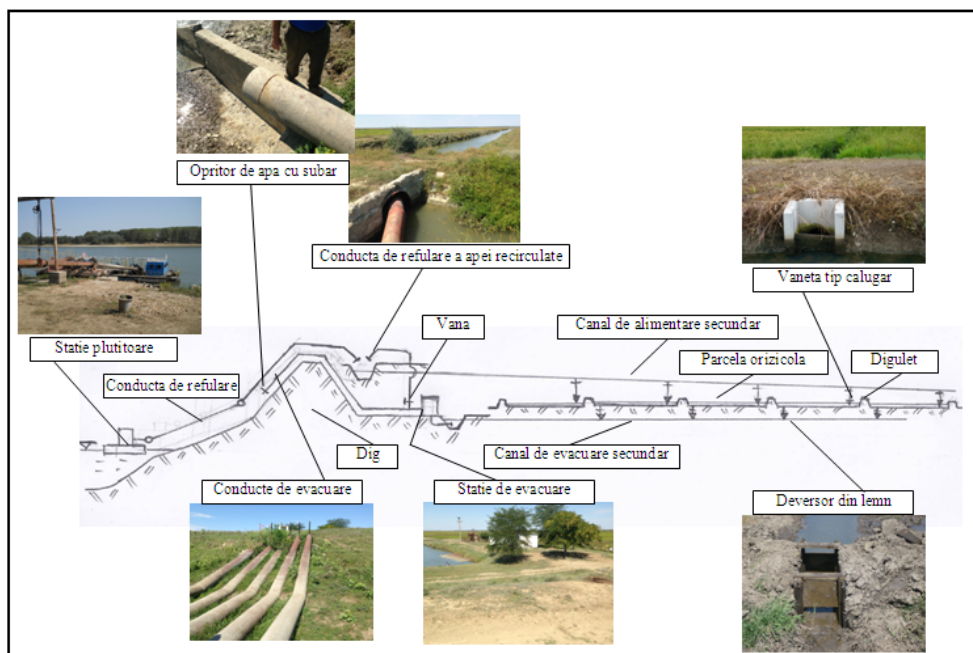 Opritor de apa cu subar
Conducta de refulare a apei recirculate
Vaneta tip calugar
Statie plutitoare
Vana
Canal de alimentare secundar
Conducta de refulare
Parcela orizicola
Digulet
Dig
Canal de evacuare secundar
Conducte de evacuare
Statie de evacuare
Deversor din lemn